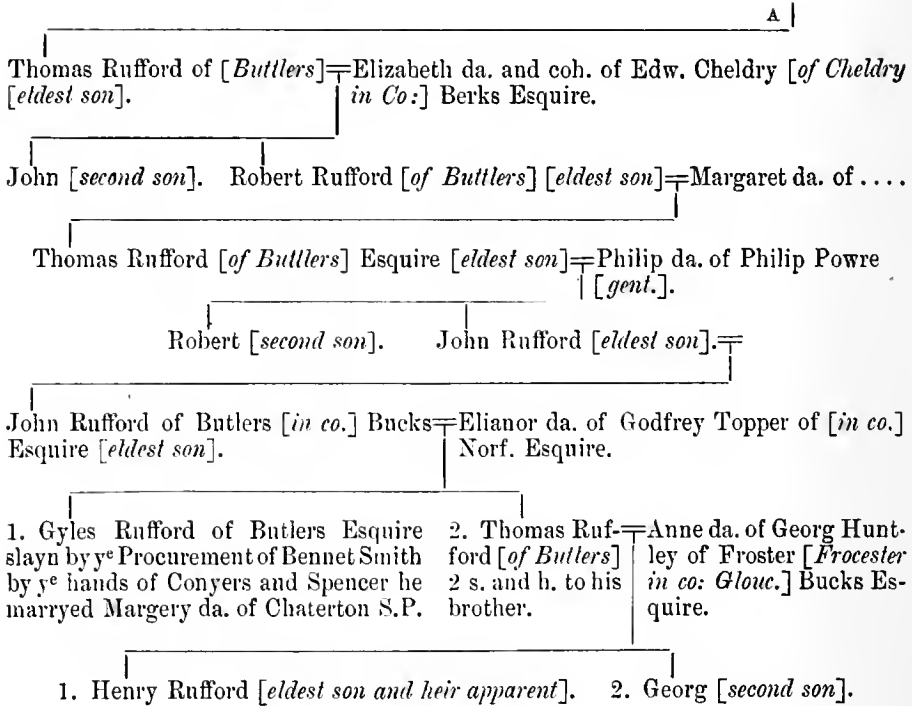 A
Thomas Rufford of [Buttlers]=Elizabeth da. and coh. of Edw. Cheldry [of Cheldry
[eldest son]. in Co:] Berks Esquire.
John [second son]. Robert Rufford [of Buttlers] [eldest son]=Margaret da. of ....
Thomas Rufford [of Buttlers] Esquire [eldest son]=Philip da. of Philip Powre
[gent.].
Robert [second son]. John Rufford [eldest son].=
John Rufford of Butlers [in co.] Bucks=Elianor da. of Godfrey Topper of [in co.]
Esquire [eldest son]. Norf. Esquire.
1. Gyles Rufford of Butlers Esquire 2. Thomas Ruf-=Anne da. of Georg Hunt-
slayn by yᵉ Procurement of Bennet Smith ford [of Butlers] ley of Froster [Frocester
by yᵉ hands of Conyers and Spencer he 2 s. and h. to his in co: Glouc.] Bucks Es-
marryed Margery da. of Chaterton S.P. brother. quire.
1. Henry Rufford [eldest son and heir apparent]. 2. Georg [second son].